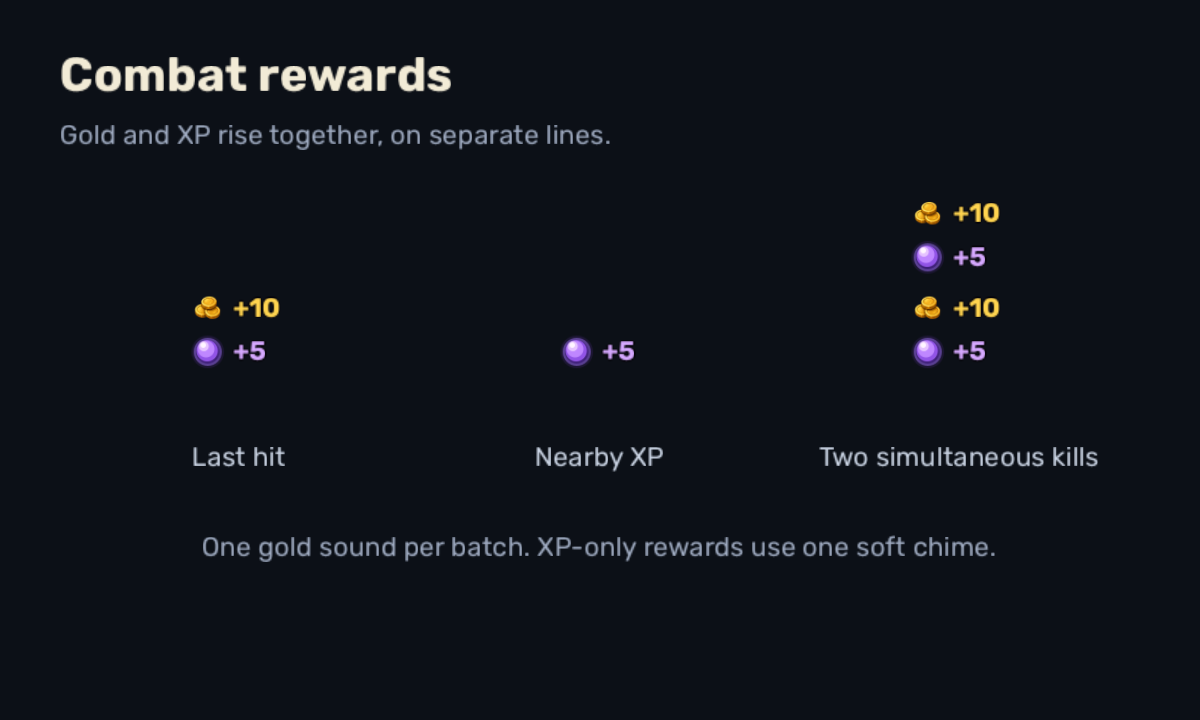 Combat rewards
Gold and XP rise together, on separate lines.
+10
+5
+10
+5
+5
+10
+5
Last hit
Nearby XP
Two simultaneous kills
One gold sound per batch. XP-only rewards use one soft chime.